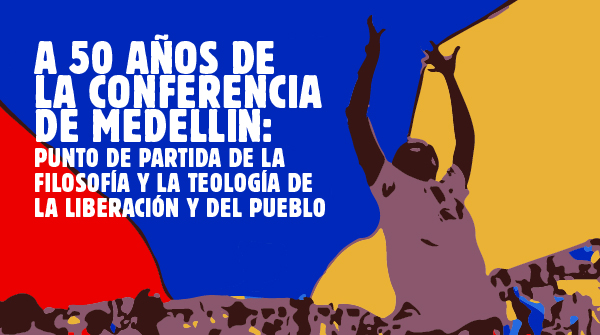 A 50 AÑOS DE
LA CONFERENCIA
DE MEDELLIN:
PUNTO DE PARTIDA DE LA
FILOSOFÍA Y LA TEOLOGÍA DE
LA LIBERACIÓN Y DEL PUEBLO